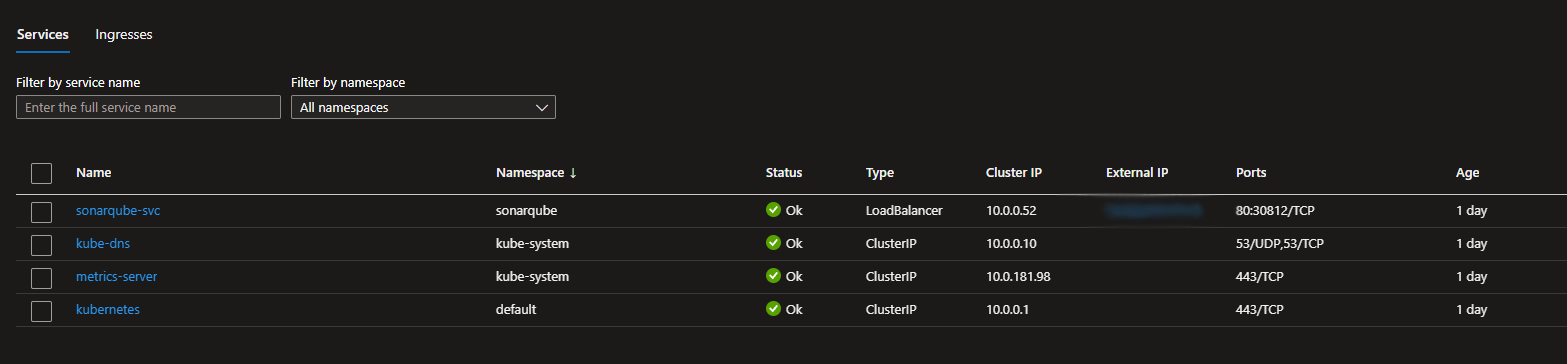 Services Ingresses
Filter by service name Filter by namespace
Enter the full service name All namespaces
Name Namespace ↓ Status Type Cluster IP External IP Ports Age
sonarqube-svc sonarqube Ok LoadBalancer 10.0.0.52 80:30812/TCP 1 day
kube-dns kube-system Ok ClusterIP 10.0.0.10 53/UDP,53/TCP 1 day
metrics-server kube-system Ok ClusterIP 10.0.181.98 443/TCP 1 day
kubernetes default Ok ClusterIP 10.0.0.1 443/TCP 1 day